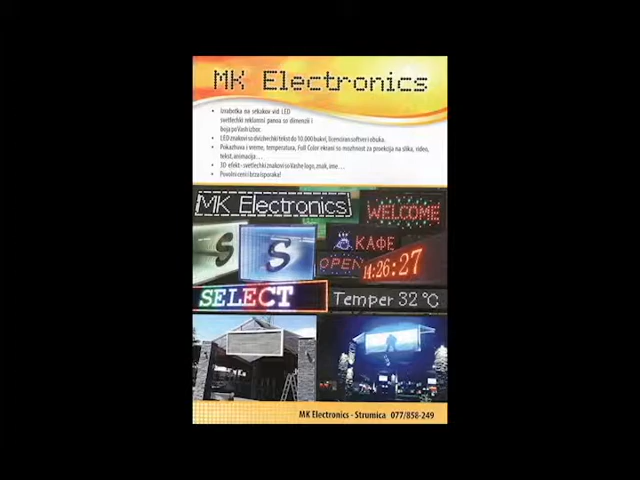 MK Electronics
• Izrabotka na sekakov vid LED
svetlechki reklamni panoa so dimenzii i
boja po Vash izbor.
• LED znakovi so dvizhechki tekst do 10.000 bukvi, licenciran softver i obuka.
• Pokazhuva i vreme, temperatura, Full Color ekrani so mozhnost za proekcija na slika, video,
tekst, animacija...
• 3D efekt - svetlechki znakovi so Vashe logo, znak, ime...
• Povolni ceni i brza isporaka!
MK Electronics
WELCOME
S
S
КАФЕ
OPEN
14:26:27
SELECT
Temper 32 °C
MK Electronics - Strumica 077/858-249